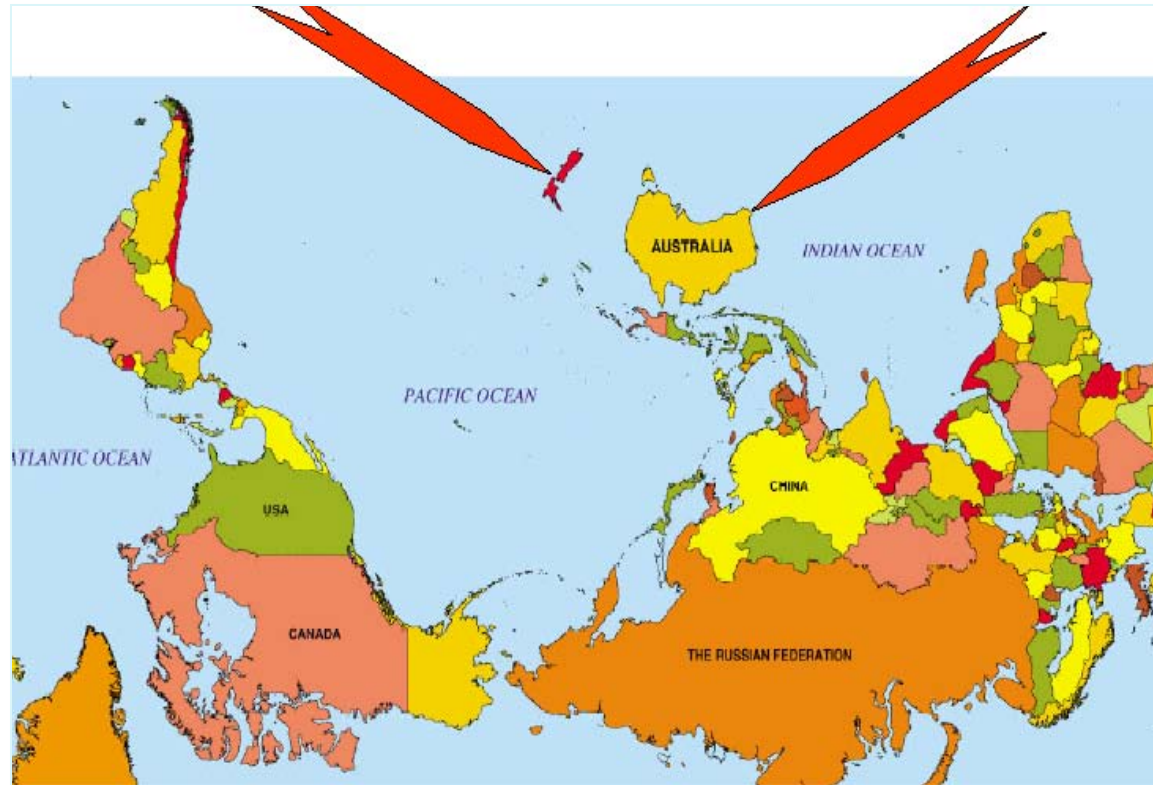 AUSTRALIA
INDIAN OCEAN
PACIFIC OCEAN
ATLANTIC OCEAN
CHINA
USA
CANADA
THE RUSSIAN FEDERATION